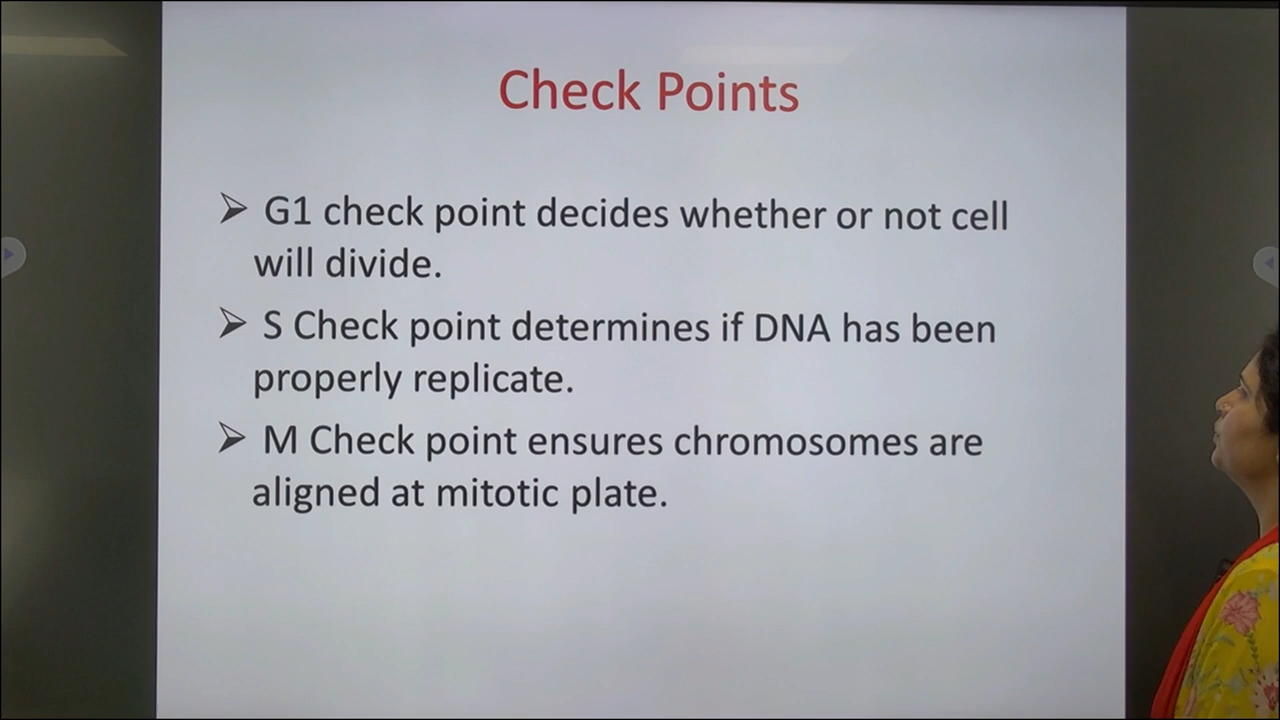 Check Points
➢ G1 check point decides whether or not cell
will divide.
➢ S Check point determines if DNA has been
properly replicate.
➢ M Check point ensures chromosomes are
aligned at mitotic plate.